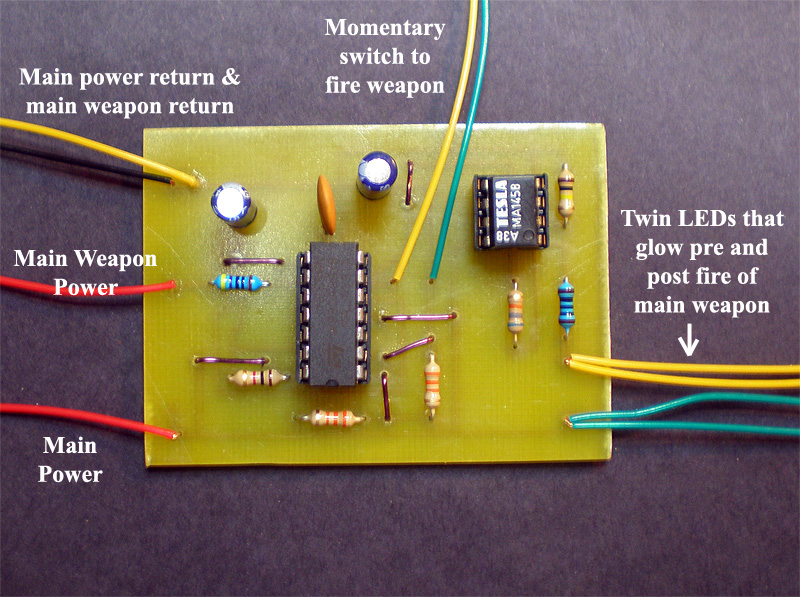 Momentary
switch to
fire weapon
Main power return &
main weapon return
TESLA
MA1458
A38
Twin LEDs that
glow pre and
post fire of
main weapon
Main Weapon
Power
Main
Power